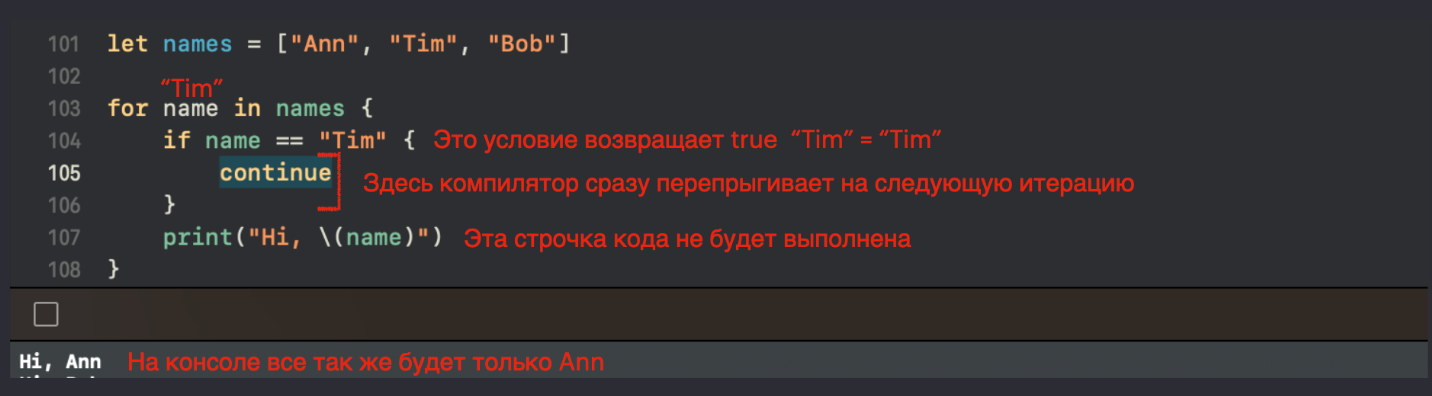 101 let names = ["Ann", "Tim", "Bob"]
102
“Tim”
103 for name in names {
104 if name == "Tim" { Это условие возвращает true “Tim” = “Tim”
105 continue
Здесь компилятор сразу перепрыгивает на следующую итерацию
106 }
107 print("Hi, \(name)") Эта строчка кода не будет выполнена
108 }
Hi, Ann На консоле все так же будет только Ann